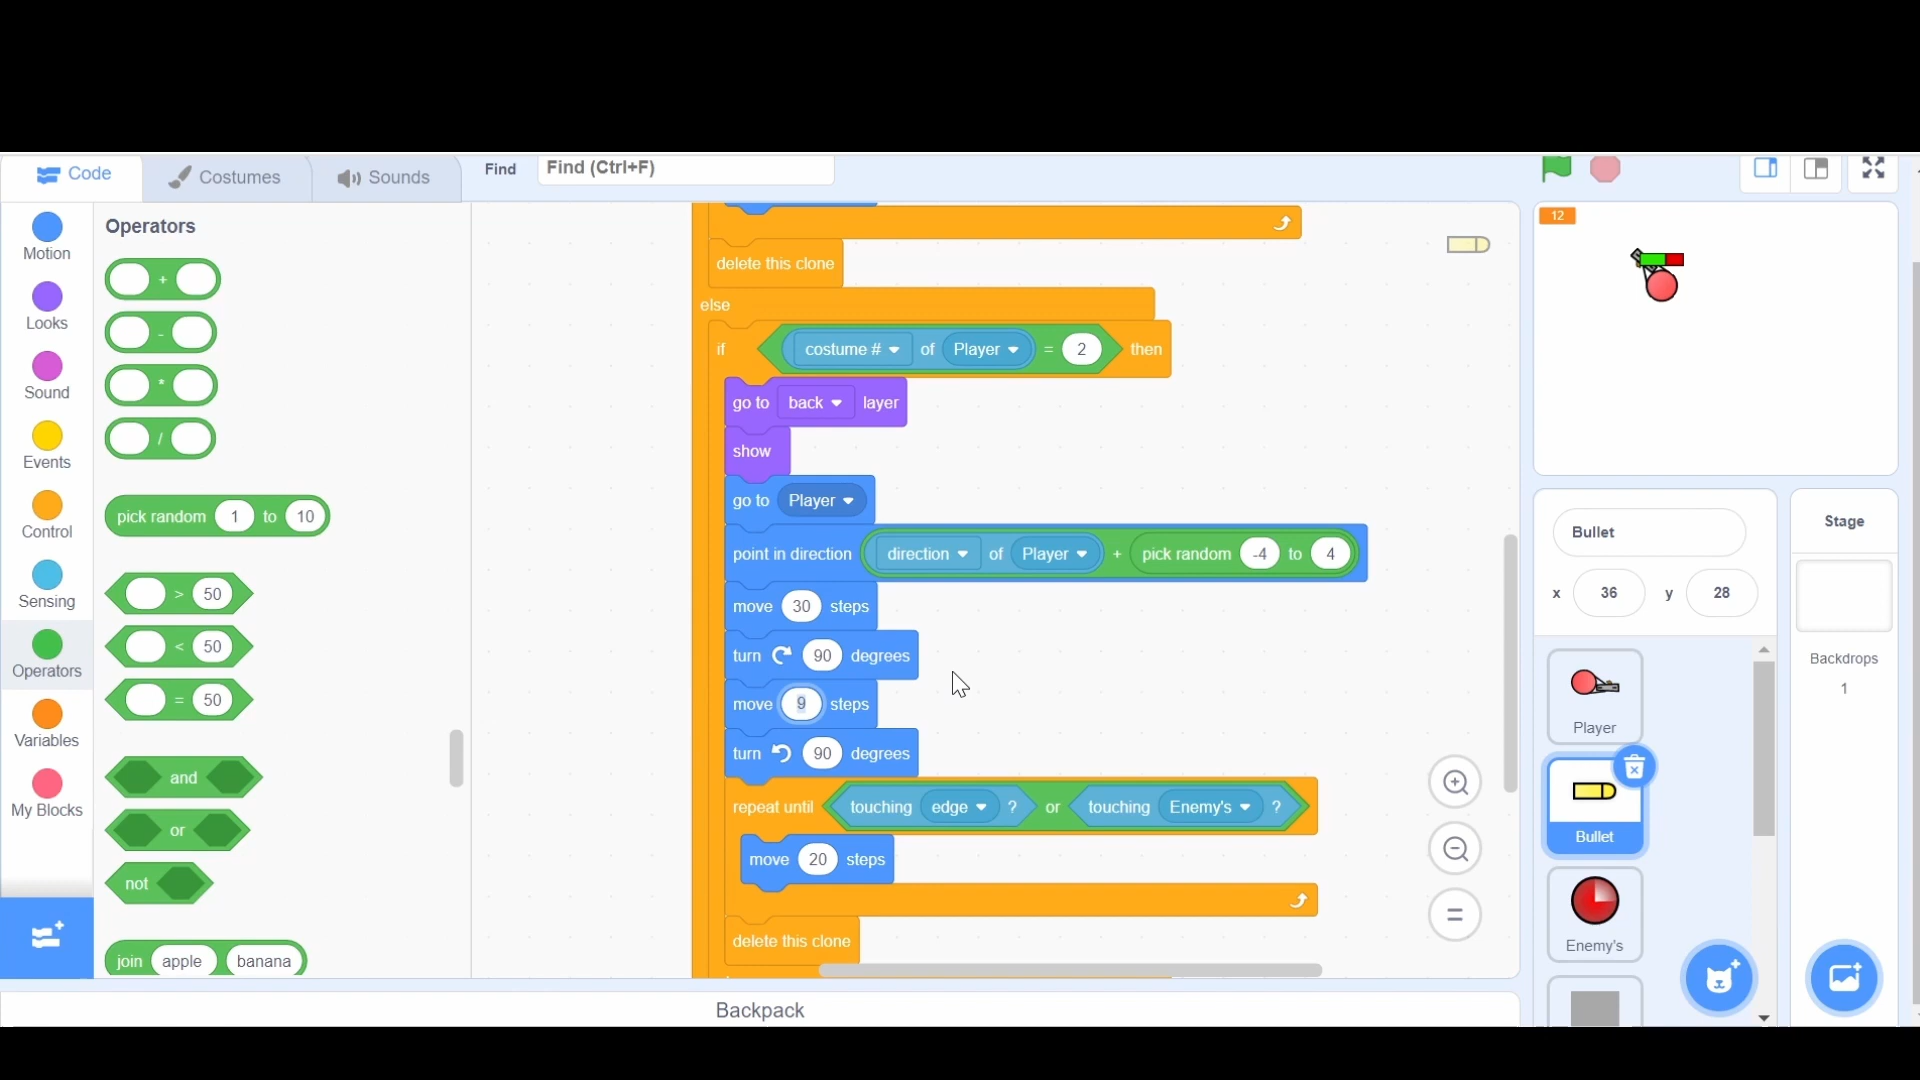 Code
Costumes
Sounds
Find
Find (Ctrl+F)
Motion
Looks
Sound
Events
Control
Sensing
Operators
Variables
My Blocks
Operators
+
-
*
/
pick random 1 to 10
> 50
< 50
= 50
and
or
not
join apple banana
delete this clone
else
if costume # of Player = 2 then
go to back layer
show
go to Player
point in direction direction of Player + pick random -4 to 4
move 30 steps
turn 90 degrees
move 9 steps
turn 90 degrees
repeat until touching edge ? or touching Enemy's ?
move 20 steps
delete this clone
Backpack
12
Bullet
x 36 y 28
Player
Bullet
Enemy's
Stage
Backdrops
1